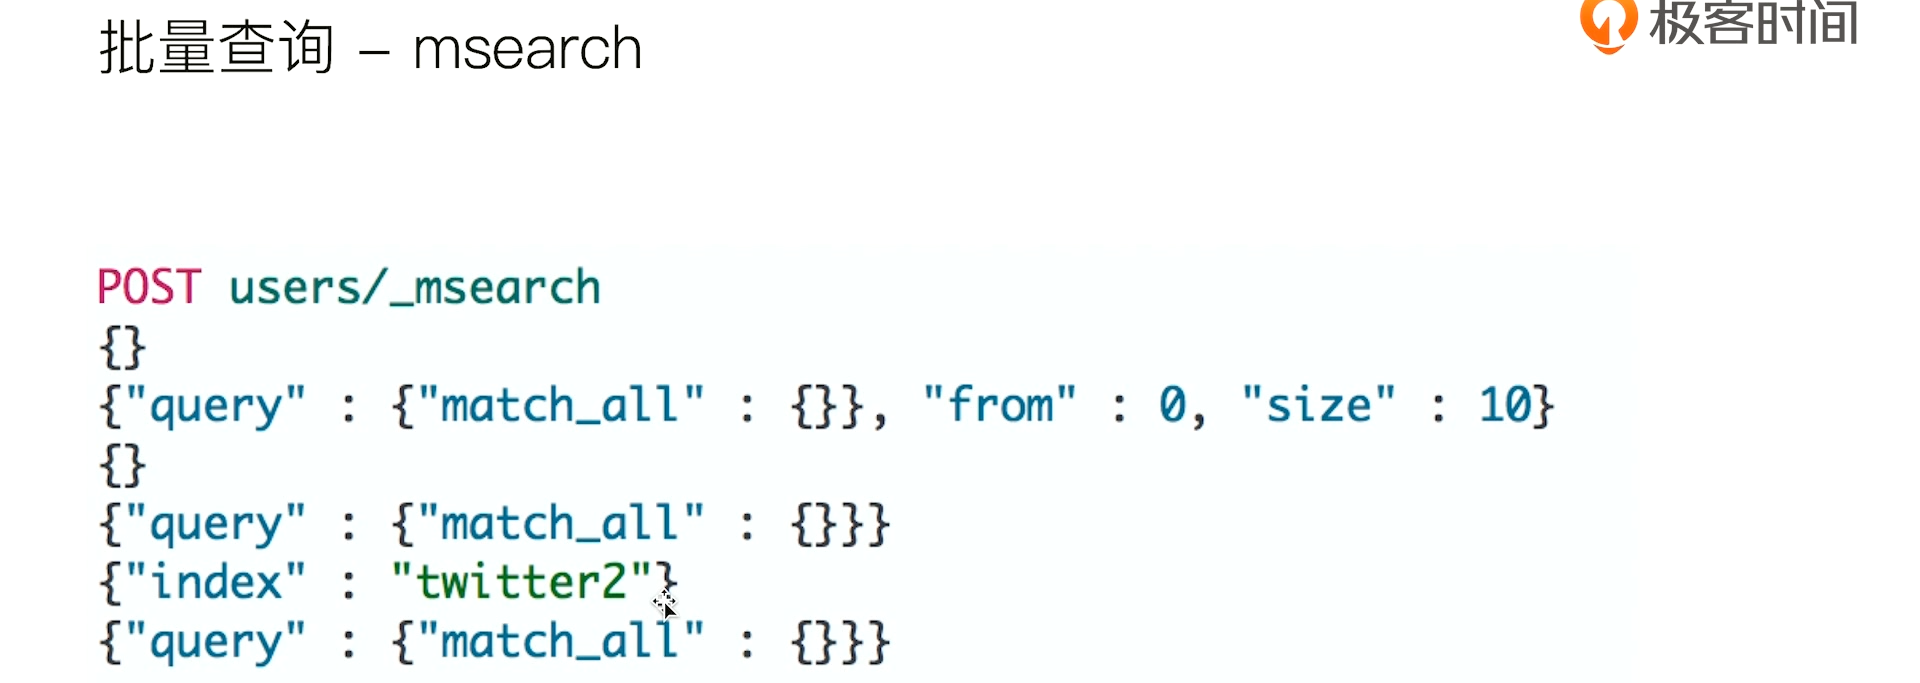 批量查询 – msearch
极客时间
POST users/_msearch
{}
{"query" : {"match_all" : {}}, "from" : 0, "size" : 10}
{}
{"query" : {"match_all" : {}}}
{"index" : "twitter2"}
{"query" : {"match_all" : {}}}